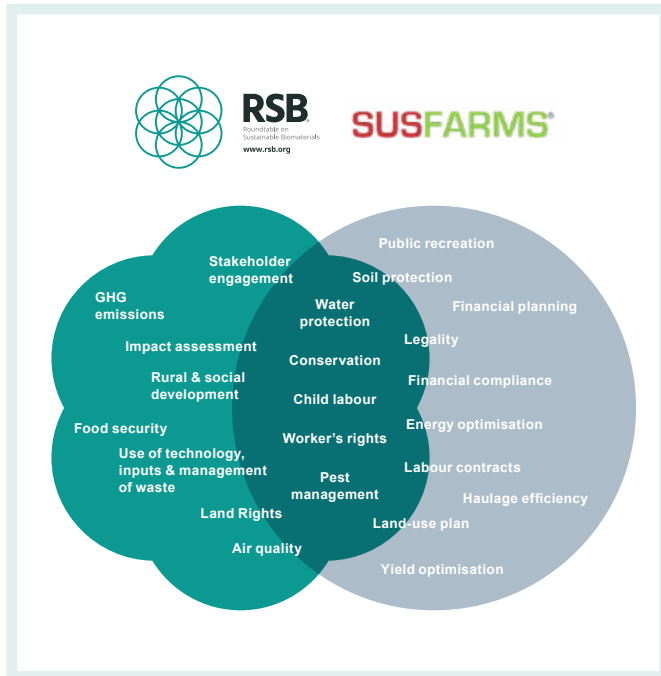 RSB
Roundtable on
Sustainable Biomaterials
www.rsb.org
SUSFARMS®
Stakeholder
engagement
GHG
emissions
Impact assessment
Rural & social
development
Food security
Use of technology,
inputs & management
of waste
Land Rights
Air quality
Water
protection
Conservation
Child labour
Worker's rights
Pest
management
Public recreation
Soil protection
Financial planning
Legality
Financial compliance
Energy optimisation
Labour contracts
Haulage efficiency
Land-use plan
Yield optimisation